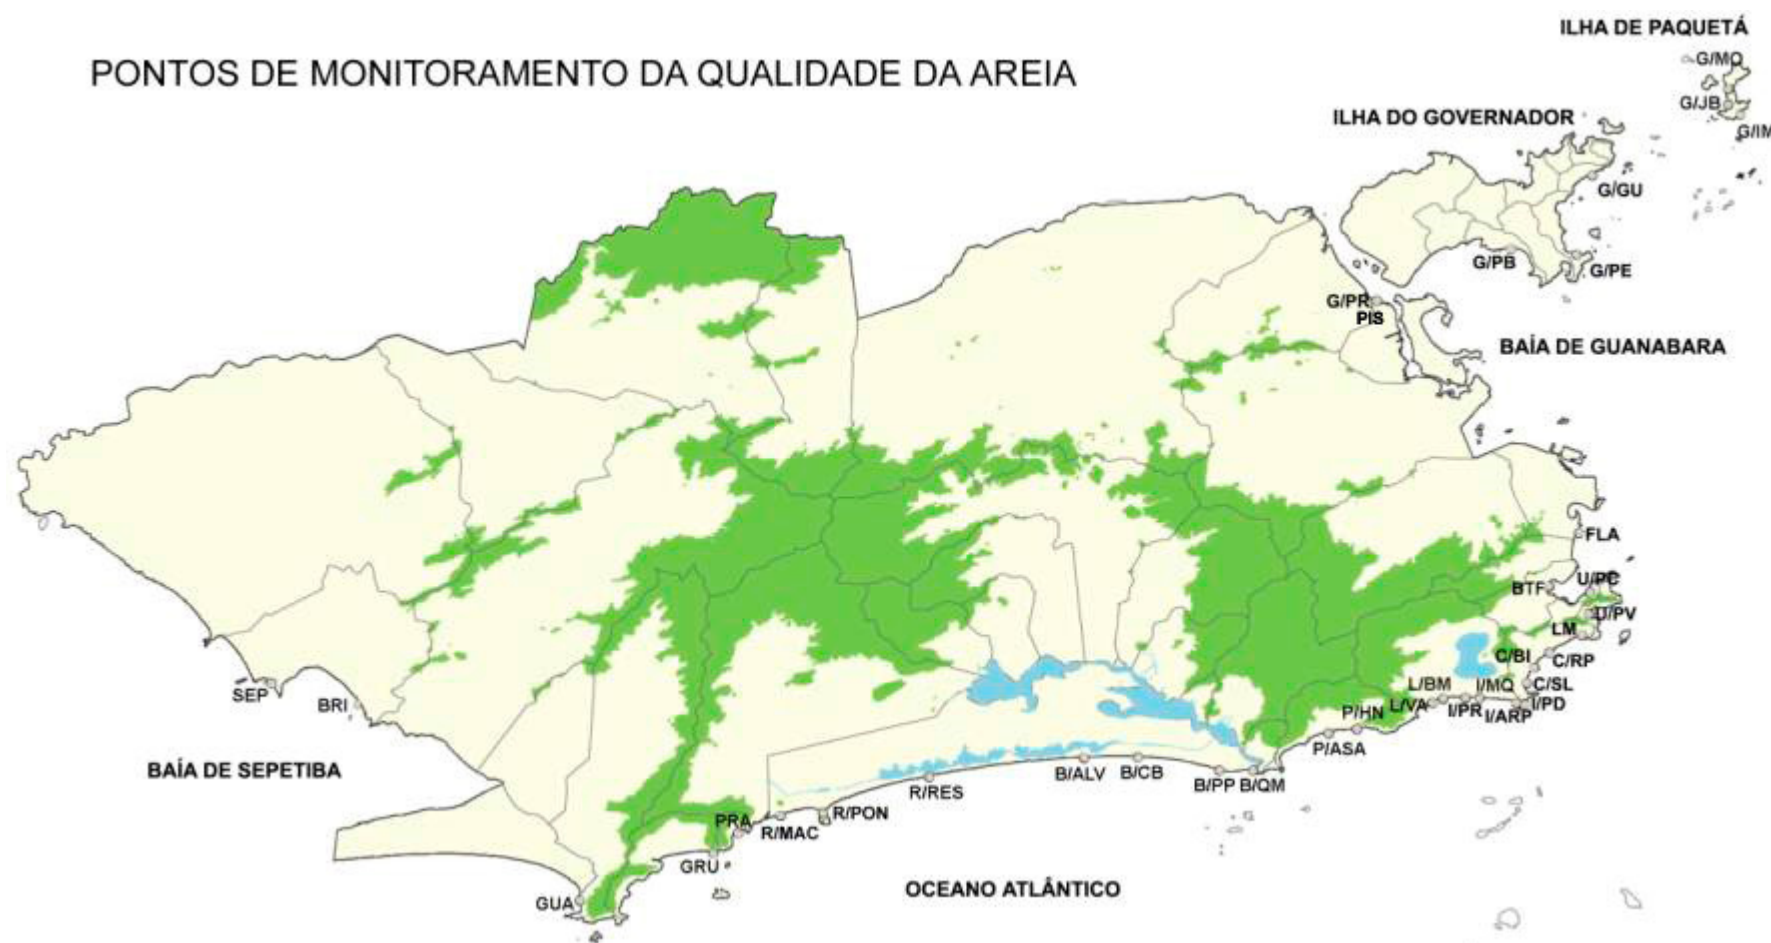 ILHA DE PAQUETÁ
G/MO
PONTOS DE MONITORAMENTO DA QUALIDADE DA AREIA
G/JB
ILHA DO GOVERNADOR
G/IM
G/GU
G/PB
G/PE
G/PR
PIS
BAÍA DE GUANABARA
FLA
BTF
U/PC
U/PV
LM
C/BI
C/RP
L/BM
I/MQ
C/SL
SEP
BRI
L/VA
I/PR
I/ARP
I/PD
P/HN
P/ASA
BAÍA DE SEPETIBA
B/ALV
B/CB
R/RES
B/PP
B/QM
PRA
R/MAC
R/PON
GRU
OCEANO ATLÂNTICO
GUA